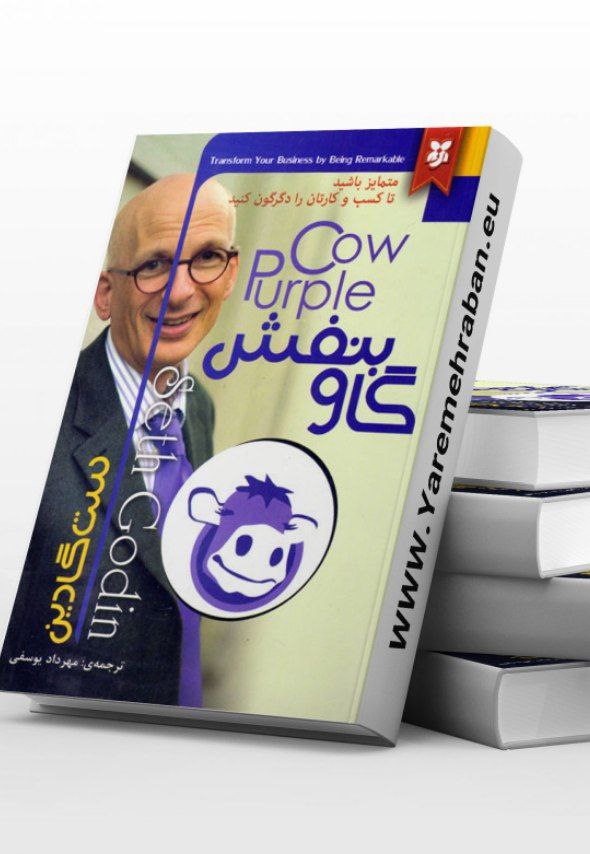 Transform Your Business by Being Remarkable
متمایز باشید
تا کسب و کارتان را دگرگون کنید
Cow
Purple
بنفش
گاو
Seth Godin
ست گادین
ترجمه‌ی: مهرداد یوسفی
www.Yaremehraban.eu